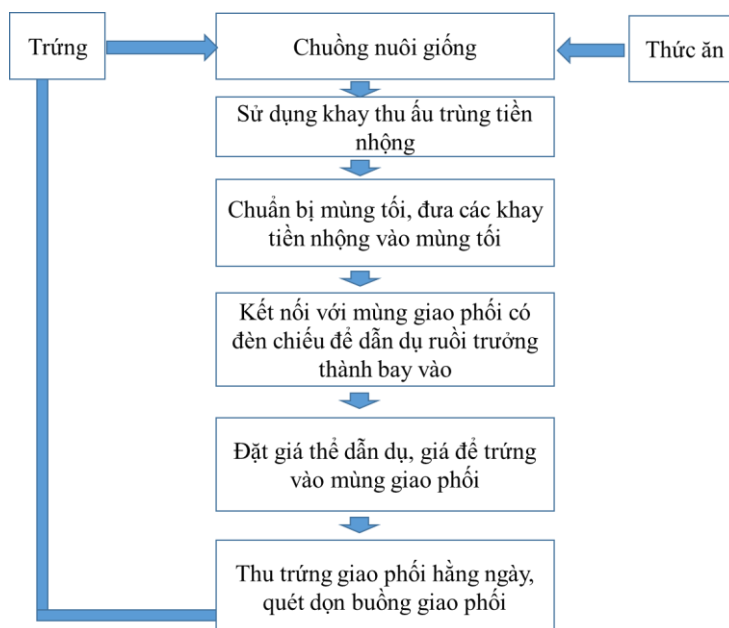 Trứng
Chuồng nuôi giống
Thức ăn
Sử dụng khay thu ấu trùng tiền
nhộng
Chuẩn bị mùng tối, đưa các khay
tiền nhộng vào mùng tối
Kết nối với mùng giao phối có
đèn chiếu để dẫn dụ ruồi trưởng
thành bay vào
Đặt giá thể dẫn dụ, giá để trứng
vào mùng giao phối
Thu trứng giao phối hằng ngày,
quét dọn buồng giao phối